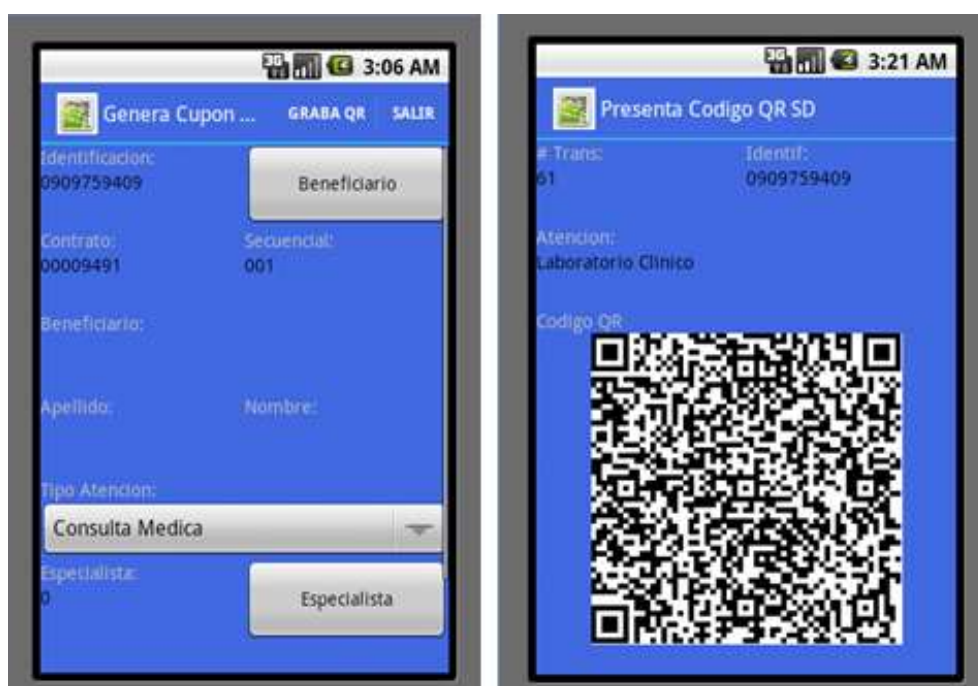 3G 3:06 AM
Genera Cupon ... GRABA QR SALIR
Identificacion:
0909759409
Beneficiario
Contrato: Secuencial:
00009491 001
Beneficiario:
Apellido: Nombre:
Tipo Atencion:
Consulta Medica
Especialista:
0
Especialista
3G 3:21 AM
Presenta Codigo QR SD
# Trans: Identif:
61 0909759409
Atencion:
Laboratorio Clinico
Codigo QR